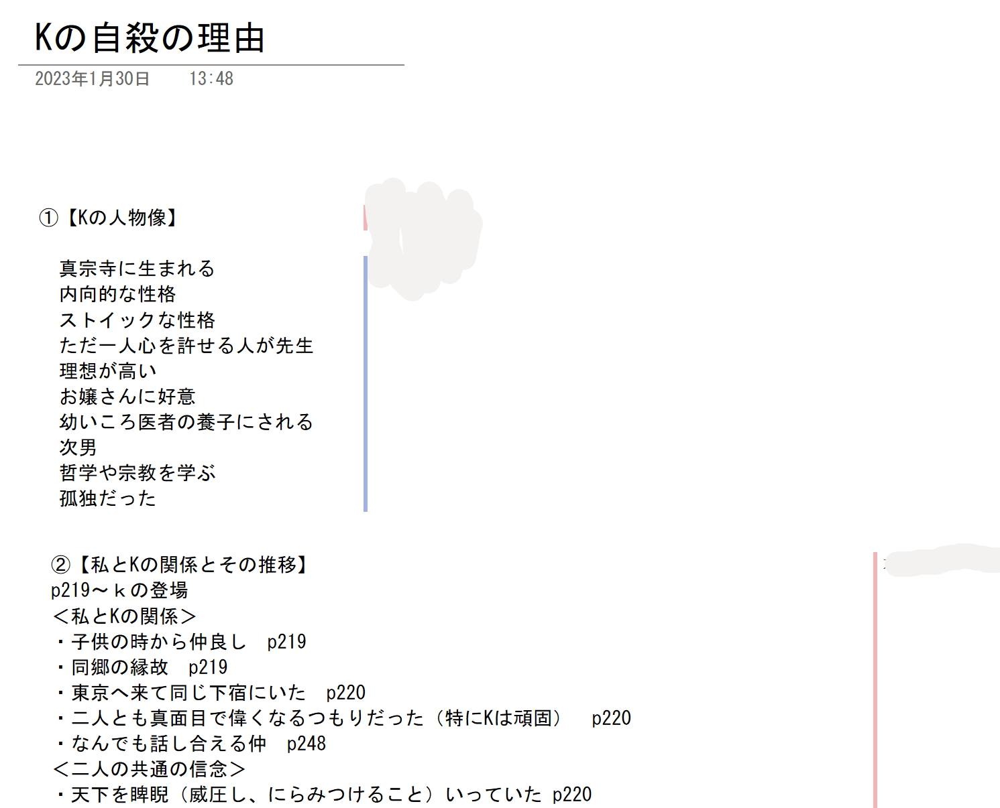 Kの自殺の理由
2023年1月30日　　13:48
①【Kの人物像】
真宗寺に生まれる
内向的な性格
ストイックな性格
ただ一人心を許せる人が先生
理想が高い
お嬢さんに好意
幼いころ医者の養子にされる
次男
哲学や宗教を学ぶ
孤独だった
②【私とKの関係とその推移】
p219～ｋの登場
＜私とKの関係＞
・子供の時から仲良し　p219
・同郷の縁故　p219
・東京へ来て同じ下宿にいた　p220
・二人とも真面目で偉くなるつもりだった（特にKは頑固）　p220
・なんでも話し合える仲　p248
＜二人の共通の信念＞
・天下を睥睨（威圧し、にらみつけること）いっていた p220